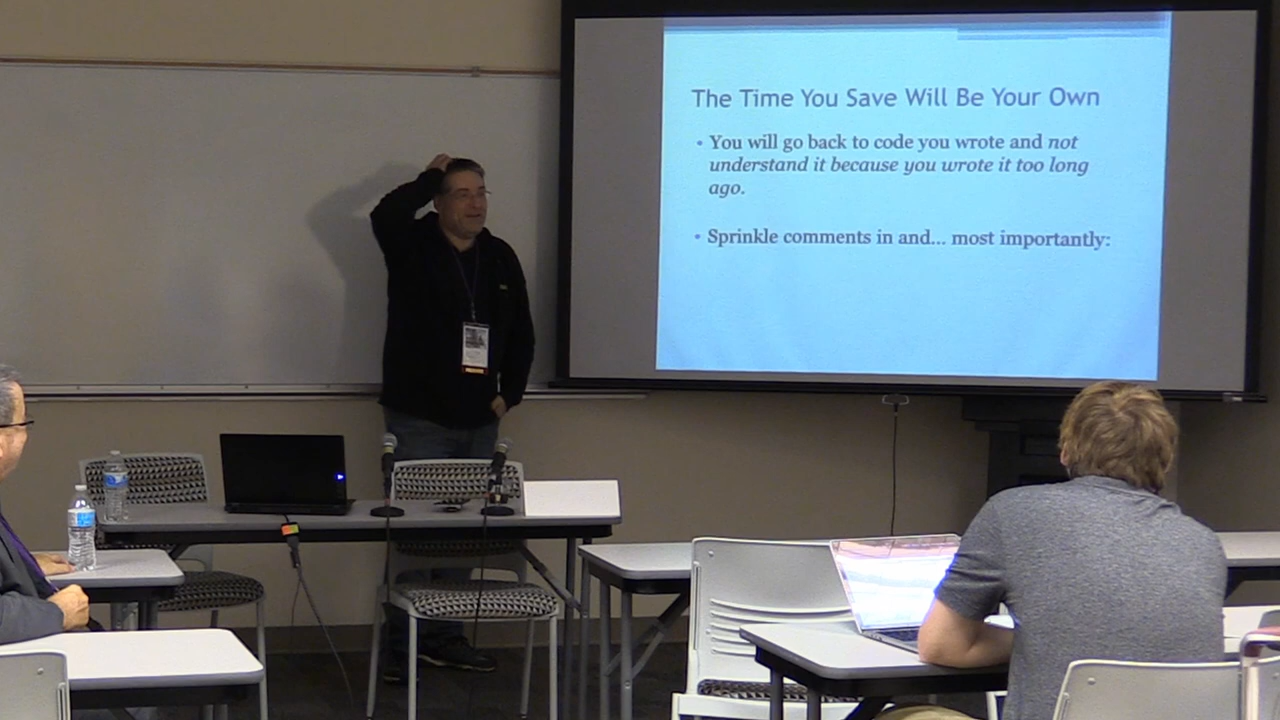 The Time You Save Will Be Your Own
• You will go back to code you wrote and not
understand it because you wrote it too long
ago.
• Sprinkle comments in and... most importantly: